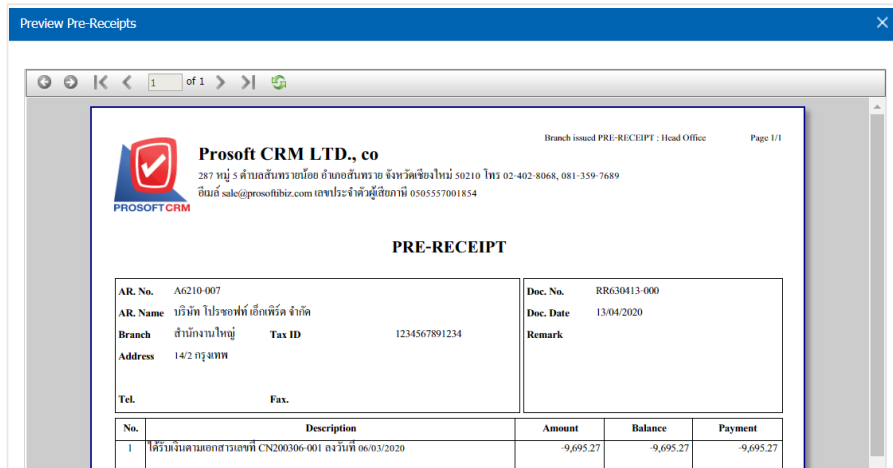 Preview Pre-Receipts
1 of 1
Branch issued PRE-RECEIPT : Head Office Page 1/1
Prosoft CRM LTD., co
287 หมู่ 5 ตำบลสันทรายน้อย อำเภอสันทราย จังหวัดเชียงใหม่ 50210 โทร 02-402-8068, 081-359-7689
อีเมล์ sale@prosoftibiz.com เลขประจำตัวผู้เสียภาษี 0505557001854
PROSOFT CRM
PRE-RECEIPT
AR. No. A6210-007 Doc. No. RR630413-000
AR. Name บริษัท โปรซอฟท์ เอ็กเพิร์ต จำกัด Doc. Date 13/04/2020
Branch สำนักงานใหญ่ Tax ID 1234567891234 Remark
Address 14/2 กรุงเทพ
Tel. Fax.
No. Description Amount Balance Payment
1 ได้รับเงินตามเอกสารเลขที่ CN200306-001 ลงวันที่ 06/03/2020 -9,695.27 -9,695.27 -9,695.27